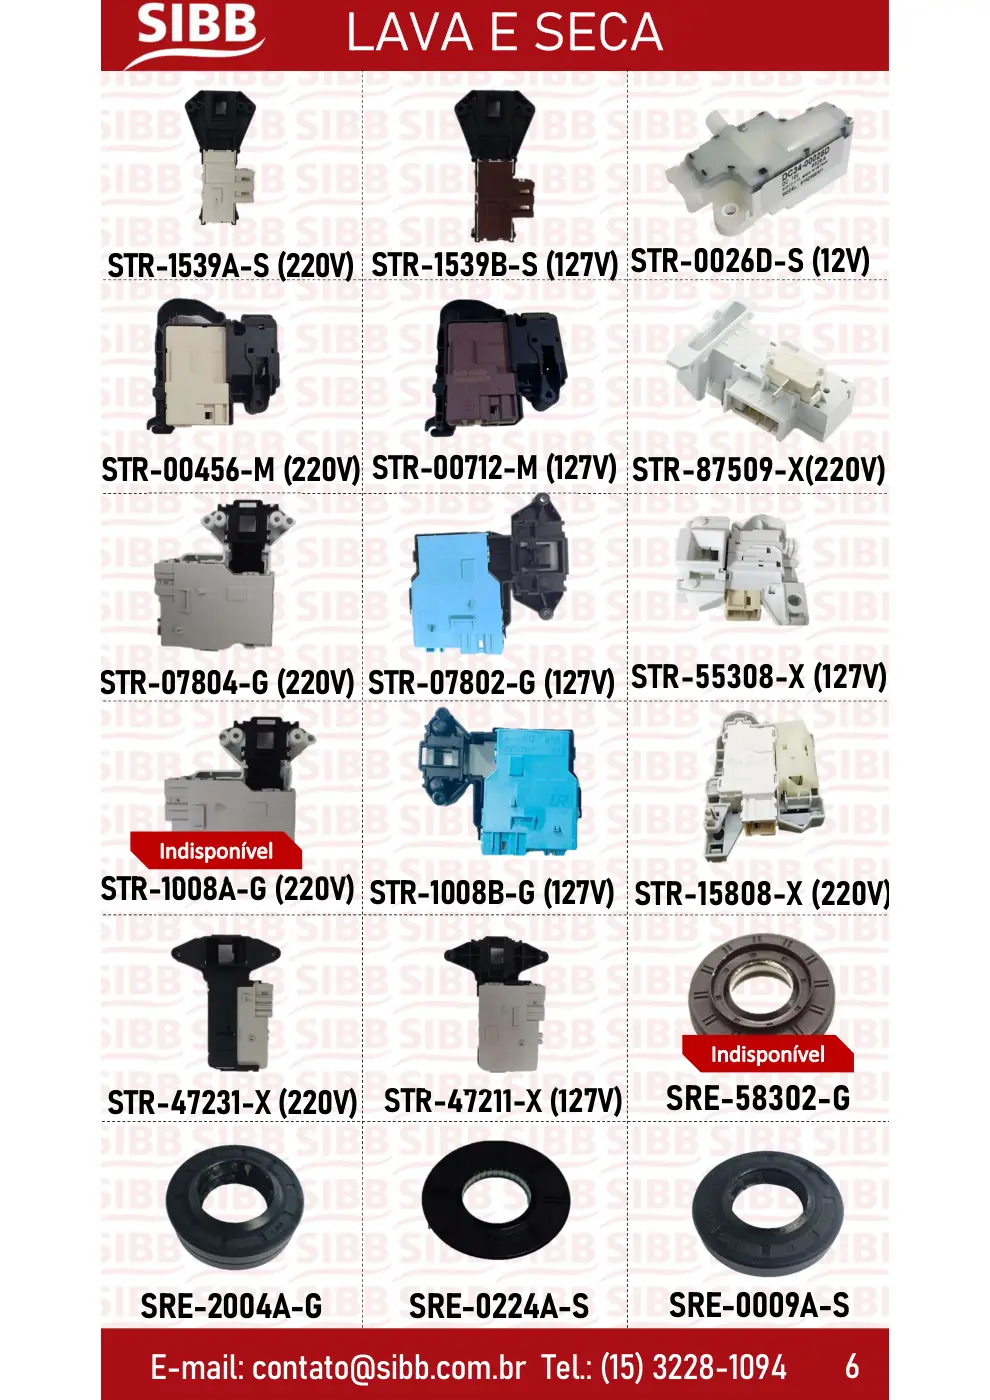 SIBB
LAVA E SECA
DC34-00026D
STR-1539A-S (220V)
STR-1539B-S (127V)
STR-0026D-S (12V)
STR-00456-M (220V)
STR-00712-M (127V)
STR-87509-X(220V)
STR-07804-G (220V)
STR-07802-G (127V)
STR-55308-X (127V)
Indisponível
STR-1008A-G (220V)
STR-1008B-G (127V)
STR-15808-X (220V)
STR-47231-X (220V)
STR-47211-X (127V)
Indisponível
SRE-58302-G
SRE-2004A-G
SRE-0224A-S
SRE-0009A-S
E-mail: contato@sibb.com.br Tel.: (15) 3228-1094
6